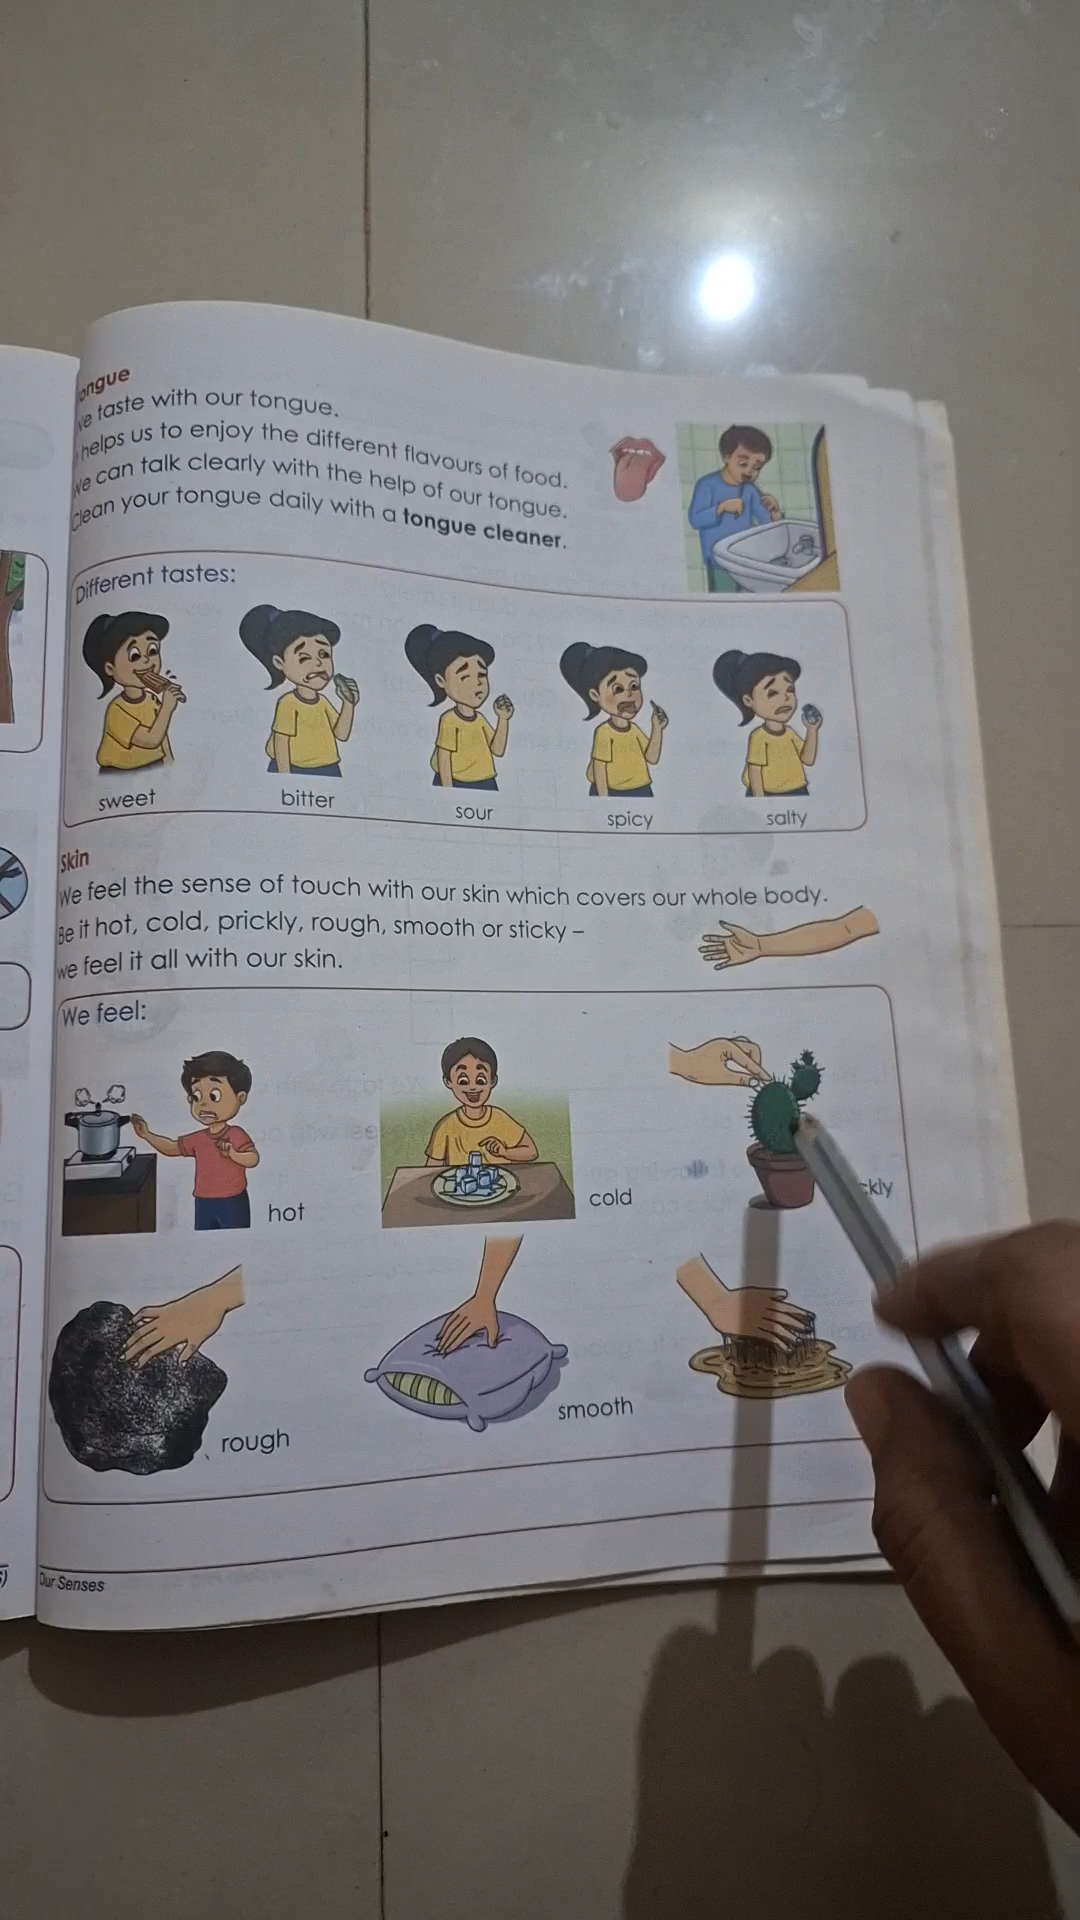 ongue
we taste with our tongue.
helps us to enjoy the different flavours of food.
we can talk clearly with the help of our tongue.
Clean your tongue daily with a tongue cleaner.
Different tastes:
sweet
bitter
sour
spicy
salty
Skin
We feel the sense of touch with our skin which covers our whole body.
Be it hot, cold, prickly, rough, smooth or sticky –
we feel it all with our skin.
We feel:
hot
cold
ckly
rough
smooth
Our Senses